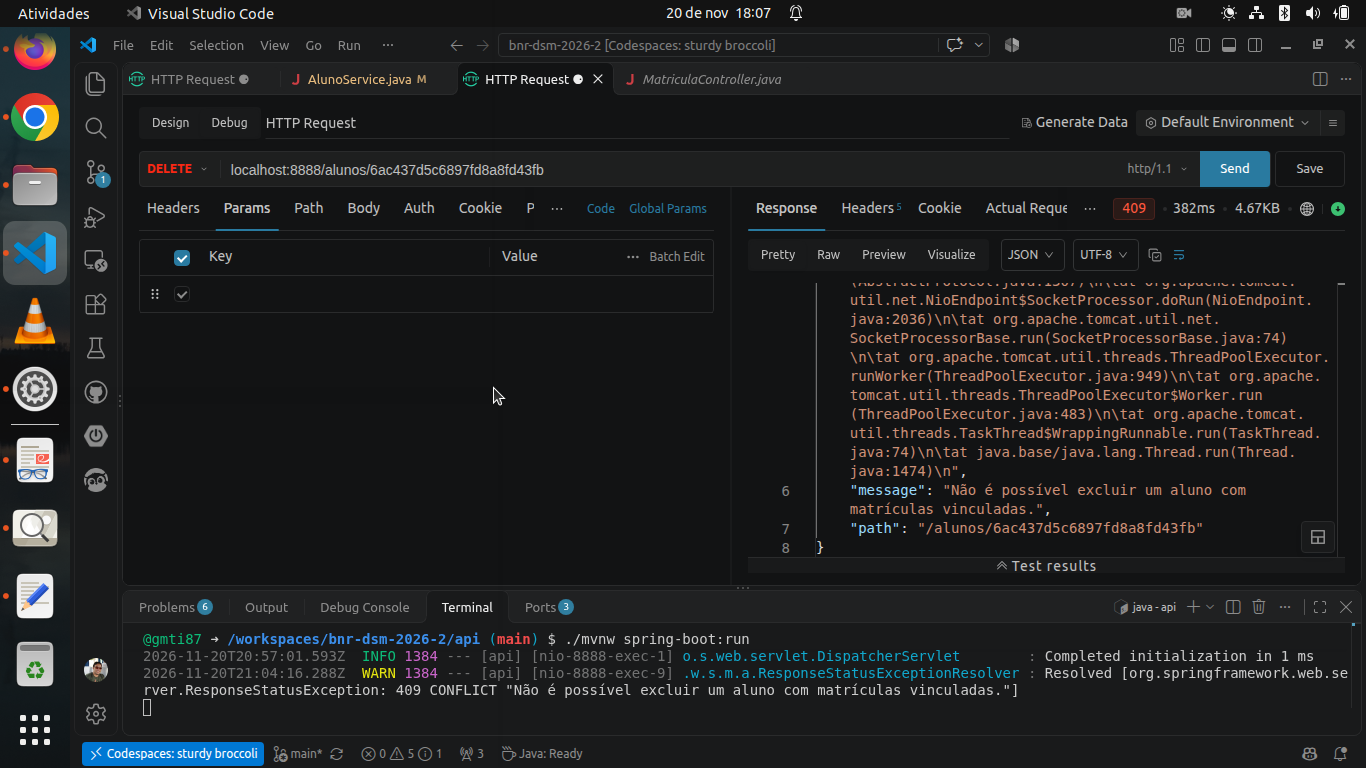 Atividades
Visual Studio Code
20 de nov 18:07
File Edit Selection View Go Run ···
bnr-dsm-2026-2 [Codespaces: sturdy broccoli]
HTTP Request
AlunoService.java M
HTTP Request
MatriculaController.java
Design Debug HTTP Request
Generate Data
Default Environment
DELETE
localhost:8888/alunos/6ac437d5c6897fd8a8fd43fb
http/1.1
Send
Save
Headers Params Path Body Auth Cookie P ··· Code Global Params
Response Headers 5 Cookie Actual Reque ··· 409 • 382ms • 4.67KB
Key Value ··· Batch Edit
Pretty Raw Preview Visualize JSON UTF-8
(AbstractProtocol.java:1507)\n\tat org.apache.tomcat.
util.net.NioEndpoint$SocketProcessor.doRun(NioEndpoint.
java:2036)\n\tat org.apache.tomcat.util.net.
SocketProcessorBase.run(SocketProcessorBase.java:74)
\n\tat org.apache.tomcat.util.threads.ThreadPoolExecutor.
runWorker(ThreadPoolExecutor.java:949)\n\tat org.apache.
tomcat.util.threads.ThreadPoolExecutor$Worker.run
(ThreadPoolExecutor.java:483)\n\tat org.apache.tomcat.
util.threads.TaskThread$WrappingRunnable.run(TaskThread.
java:74)\n\tat java.base/java.lang.Thread.run(Thread.
java:1474)\n",
6 "message": "Não é possível excluir um aluno com
matrículas vinculadas.",
7 "path": "/alunos/6ac437d5c6897fd8a8fd43fb"
8 }
Test results
1
Problems 6 Output Debug Console Terminal Ports 3
java - api
@gmti87 ➜ /workspaces/bnr-dsm-2026-2/api (main) $ ./mvnw spring-boot:run
2026-11-20T20:57:01.593Z INFO 1384 --- [api] [nio-8888-exec-1] o.s.web.servlet.DispatcherServlet : Completed initialization in 1 ms
2026-11-20T21:04:16.288Z WARN 1384 --- [api] [nio-8888-exec-9] .w.s.m.a.ResponseStatusExceptionResolver : Resolved [org.springframework.web.se
rver.ResponseStatusException: 409 CONFLICT "Não é possível excluir um aluno com matrículas vinculadas."]
Codespaces: sturdy broccoli
main*
0 5 1
3
Java: Ready